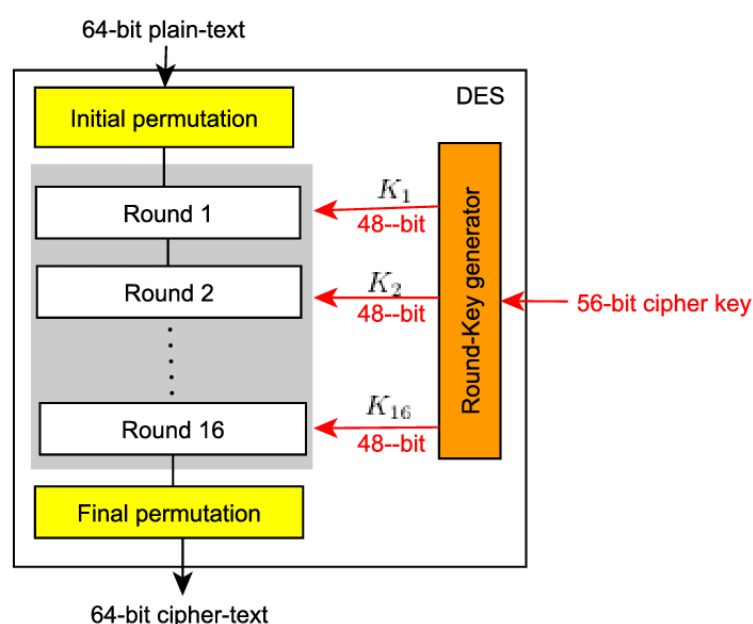 64-bit plain-text
DES
Initial permutation
Round 1
K₁
48--bit
Round 2
K₂
48--bit
Round-Key generator
56-bit cipher key
Round 16
K₁₆
48--bit
Final permutation
64-bit cipher-text